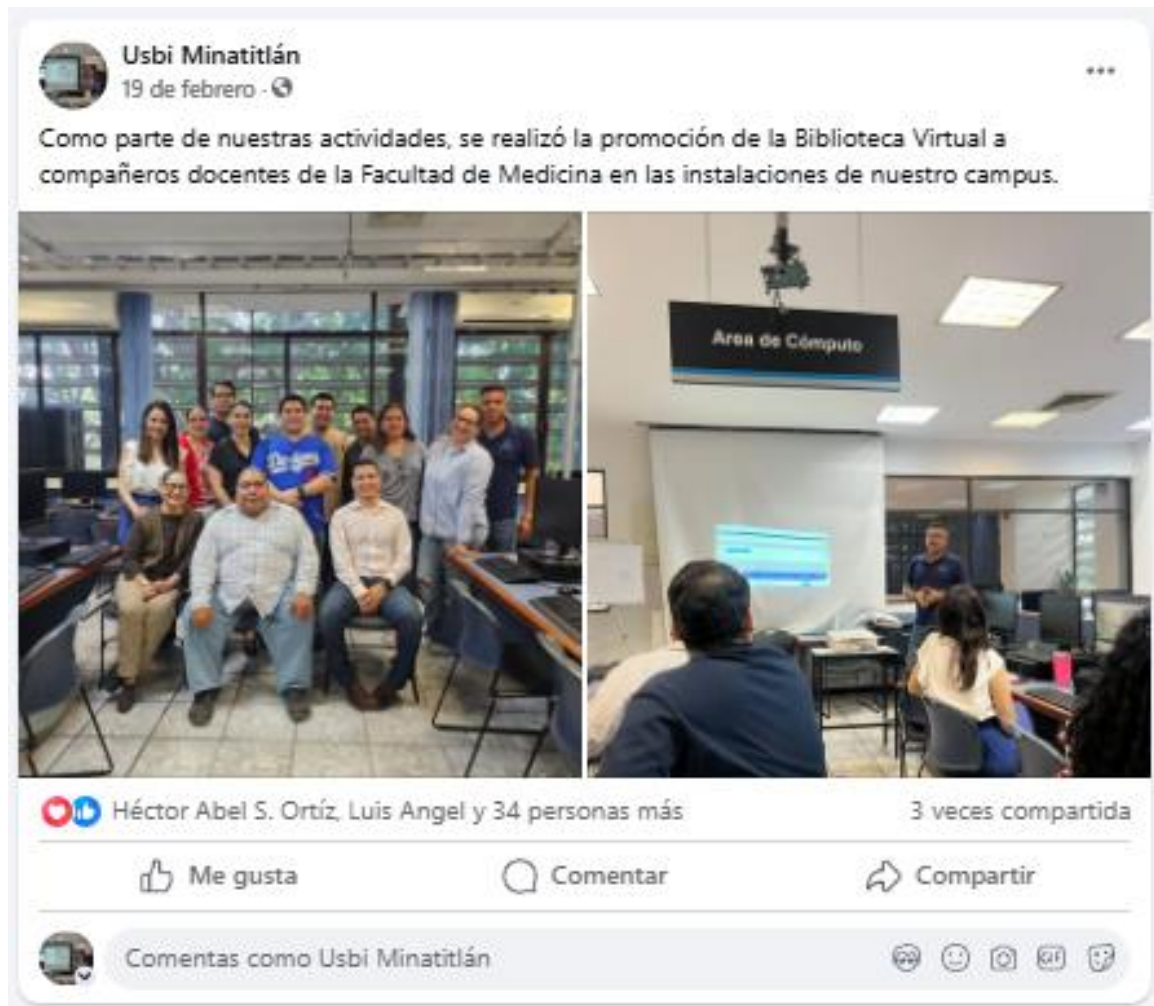 Usbi Minatitlán
19 de febrero ·
Como parte de nuestras actividades, se realizó la promoción de la Biblioteca Virtual a
compañeros docentes de la Facultad de Medicina en las instalaciones de nuestro campus.
Dodgers
Area de Cómputo
Héctor Abel S. Ortíz, Luis Angel y 34 personas más
3 veces compartida
Me gusta
Comentar
Compartir
Comentas como Usbi Minatitlán
GIF